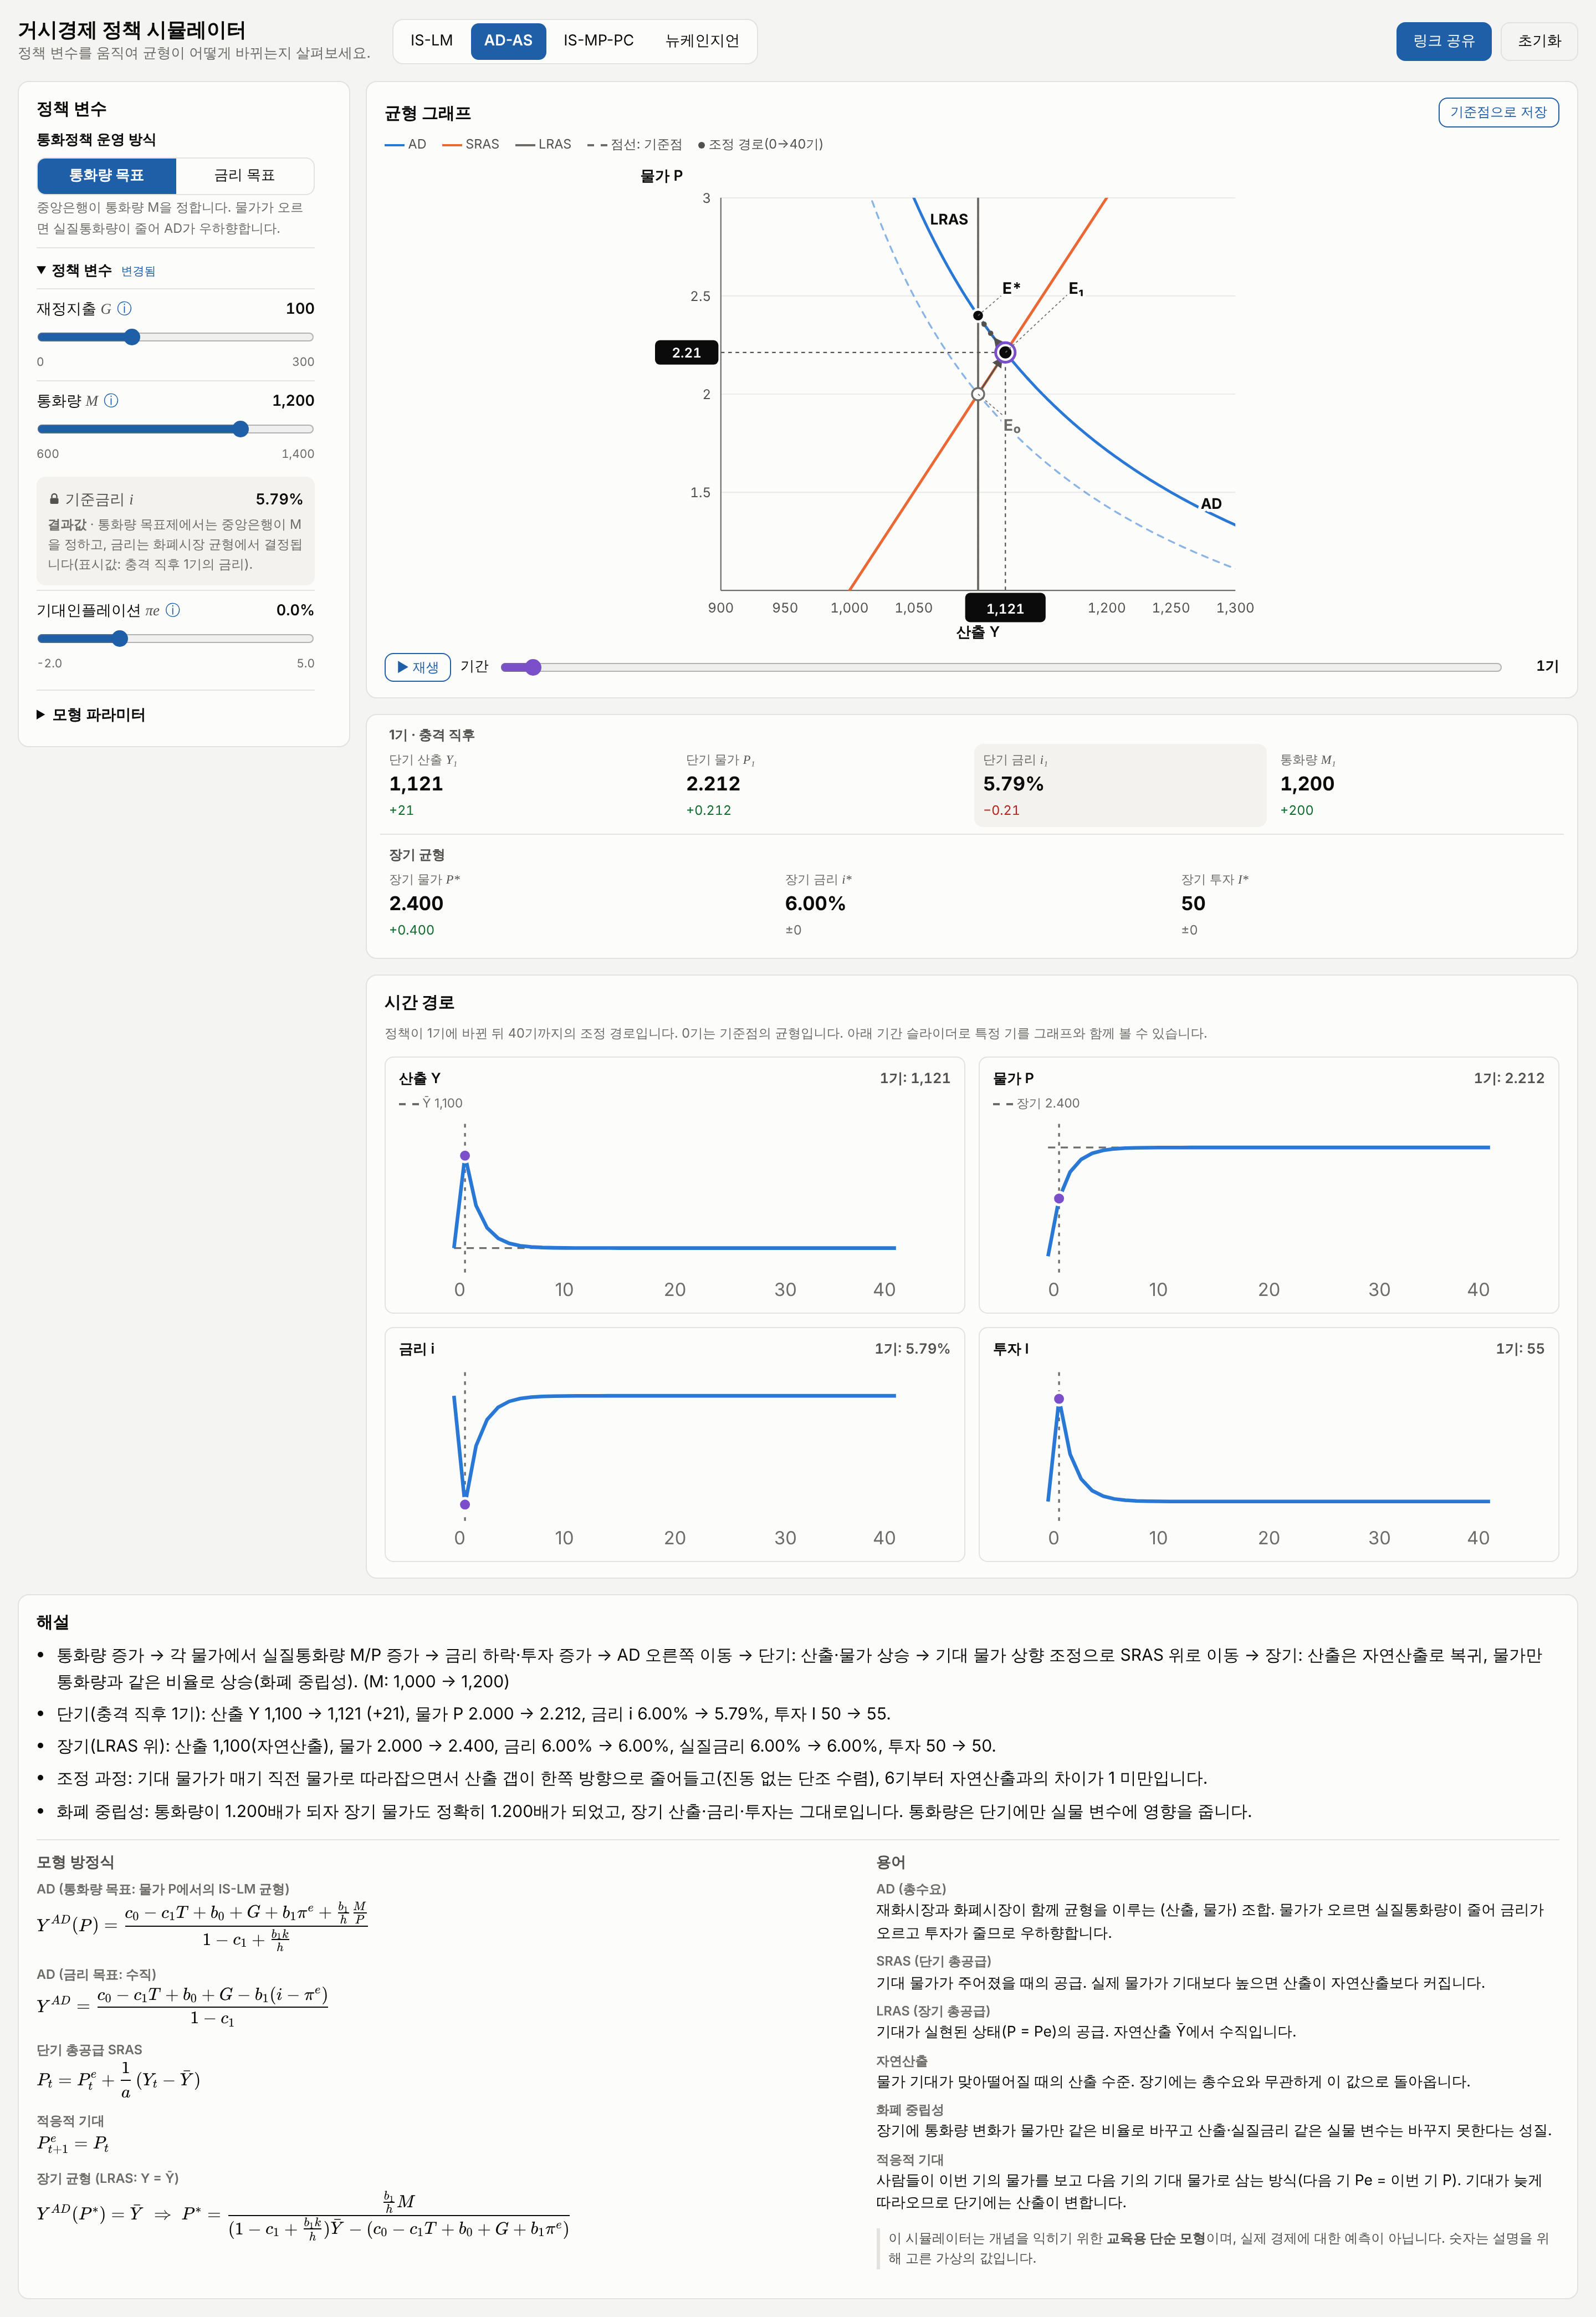 거시경제 정책 시뮬레이터
정책 변수를 움직여 균형이 어떻게 바뀌는지 살펴보세요.
IS-LM AD-AS IS-MP-PC 뉴케인지언
링크 공유 초기화
정책 변수
통화정책 운영 방식
통화량 목표 금리 목표
중앙은행이 통화량 M을 정합니다. 물가가 오르
면 실질통화량이 줄어 AD가 우하향합니다.
▼ 정책 변수 변경됨
재정지출 G ⓘ 100
0 300
통화량 M ⓘ 1,200
600 1,400
기준금리 i 5.79%
결과값 · 통화량 목표제에서는 중앙은행이 M
을 정하고, 금리는 화폐시장 균형에서 결정됩
니다(표시값: 충격 직후 1기의 금리).
기대인플레이션 πe ⓘ 0.0%
-2.0 5.0
▶ 모형 파라미터
균형 그래프
기준점으로 저장
AD SRAS LRAS 점선: 기준점 조정 경로(0→40기)
물가 P
3
LRAS
2.5
E* E₁
2.21
2
E₀
1.5
AD
900 950 1,000 1,050 1,121 1,200 1,250 1,300
산출 Y
▶ 재생 기간 1기
1기 · 충격 직후
단기 산출 Y₁ 단기 물가 P₁ 단기 금리 i₁ 통화량 M₁
1,121 2.212 5.79% 1,200
+21 +0.212 −0.21 +200
장기 균형
장기 물가 P* 장기 금리 i* 장기 투자 I*
2.400 6.00% 50
+0.400 ±0 ±0
시간 경로
정책이 1기에 바뀐 뒤 40기까지의 조정 경로입니다. 0기는 기준점의 균형입니다. 아래 기간 슬라이더로 특정 기를 그래프와 함께 볼 수 있습니다.
산출 Y 1기: 1,121
Ȳ 1,100
0 10 20 30 40
물가 P 1기: 2.212
장기 2.400
0 10 20 30 40
금리 i 1기: 5.79%
0 10 20 30 40
투자 I 1기: 55
0 10 20 30 40
해설
• 통화량 증가 → 각 물가에서 실질통화량 M/P 증가 → 금리 하락·투자 증가 → AD 오른쪽 이동 → 단기: 산출·물가 상승 → 기대 물가 상향 조정으로 SRAS 위로 이동 → 장기: 산출은 자연산출로 복귀, 물가만
통화량과 같은 비율로 상승(화폐 중립성). (M: 1,000 → 1,200)
• 단기(충격 직후 1기): 산출 Y 1,100 → 1,121 (+21), 물가 P 2.000 → 2.212, 금리 i 6.00% → 5.79%, 투자 I 50 → 55.
• 장기(LRAS 위): 산출 1,100(자연산출), 물가 2.000 → 2.400, 금리 6.00% → 6.00%, 실질금리 6.00% → 6.00%, 투자 50 → 50.
• 조정 과정: 기대 물가가 매기 직전 물가로 따라잡으면서 산출 갭이 한쪽 방향으로 줄어들고(진동 없는 단조 수렴), 6기부터 자연산출과의 차이가 1 미만입니다.
• 화폐 중립성: 통화량이 1.200배가 되자 장기 물가도 정확히 1.200배가 되었고, 장기 산출·금리·투자는 그대로입니다. 통화량은 단기에만 실물 변수에 영향을 줍니다.
모형 방정식
AD (통화량 목표: 물가 P에서의 IS-LM 균형)
Y^{AD}(P) = \frac{c_0 − c_1T + b_0 + G + b_1π^e + \frac{b_1}{h}\frac{M}{P}}{1 − c_1 + \frac{b_1k}{h}}
AD (금리 목표: 수직)
Y^{AD} = \frac{c_0 − c_1T + b_0 + G − b_1(i − π^e)}{1 − c_1}
단기 총공급 SRAS
P_t = P_t^e + \frac{1}{a}(Y_t − Ȳ)
적응적 기대
P_{t+1}^e = P_t
장기 균형 (LRAS: Y = Ȳ)
Y^{AD}(P*) = Ȳ ⇒ P* = \frac{\frac{b_1}{h}M}{(1 − c_1 + \frac{b_1k}{h})Ȳ − (c_0 − c_1T + b_0 + G + b_1π^e)}
용어
AD (총수요)
재화시장과 화폐시장이 함께 균형을 이루는 (산출, 물가) 조합. 물가가 오르면 실질통화량이 줄어 금리가
오르고 투자가 줄므로 우하향합니다.
SRAS (단기 총공급)
기대 물가가 주어졌을 때의 공급. 실제 물가가 기대보다 높으면 산출이 자연산출보다 커집니다.
LRAS (장기 총공급)
기대가 실현된 상태(P = Pe)의 공급. 자연산출 Ȳ에서 수직입니다.
자연산출
물가 기대가 맞아떨어질 때의 산출 수준. 장기에는 총수요와 무관하게 이 값으로 돌아옵니다.
화폐 중립성
장기에 통화량 변화가 물가만 같은 비율로 바꾸고 산출·실질금리 같은 실물 변수는 바꾸지 못한다는 성질.
적응적 기대
사람들이 이번 기의 물가를 보고 다음 기의 기대 물가로 삼는 방식(다음 기 Pe = 이번 기 P). 기대가 늦게
따라오므로 단기에는 산출이 변합니다.
이 시뮬레이터는 개념을 익히기 위한 교육용 단순 모형이며, 실제 경제에 대한 예측이 아닙니다. 숫자는 설명을 위
해 고른 가상의 값입니다.